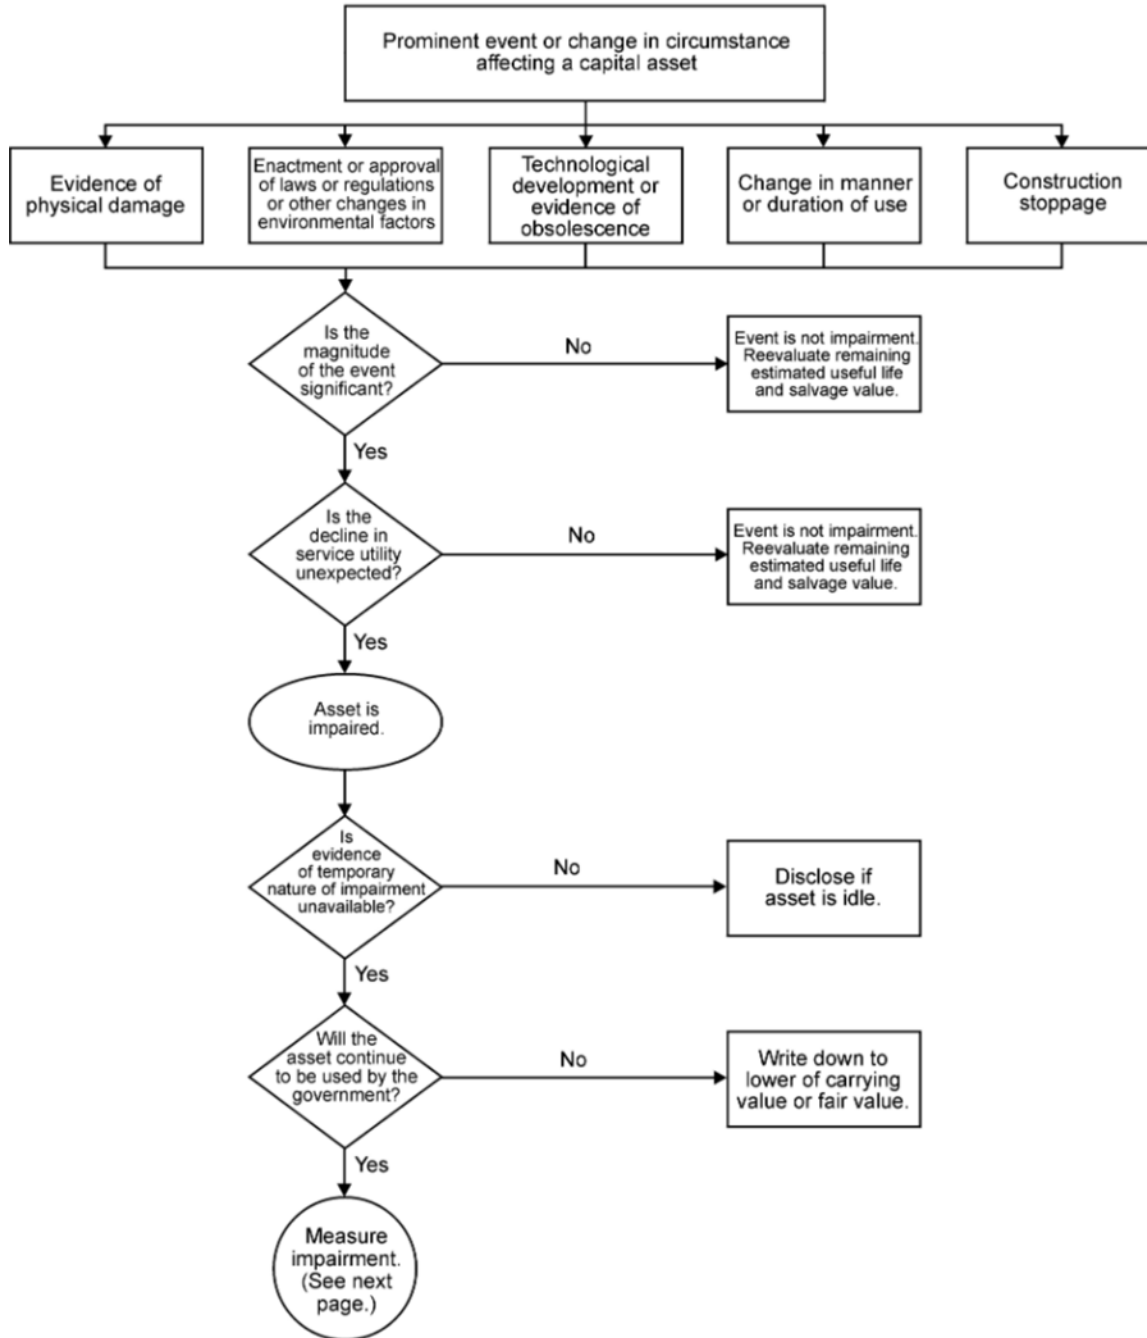 Prominent event or change in circumstance
affecting a capital asset
Evidence of
physical damage
Enactment or approval
of laws or regulations
or other changes in
environmental factors
Technological
development or
evidence of
obsolescence
Change in manner
or duration of use
Construction
stoppage
Is the
magnitude
of the event
significant?
No
Event is not impairment.
Reevaluate remaining
estimated useful life
and salvage value.
Yes
Is the
decline in
service utility
unexpected?
No
Event is not impairment.
Reevaluate remaining
estimated useful life
and salvage value.
Yes
Asset is
impaired.
Is
evidence
of temporary
nature of impairment
unavailable?
No
Disclose if
asset is idle.
Yes
Will the
asset continue
to be used by the
government?
No
Write down to
lower of carrying
value or fair value.
Yes
Measure
impairment.
(See next
page.)